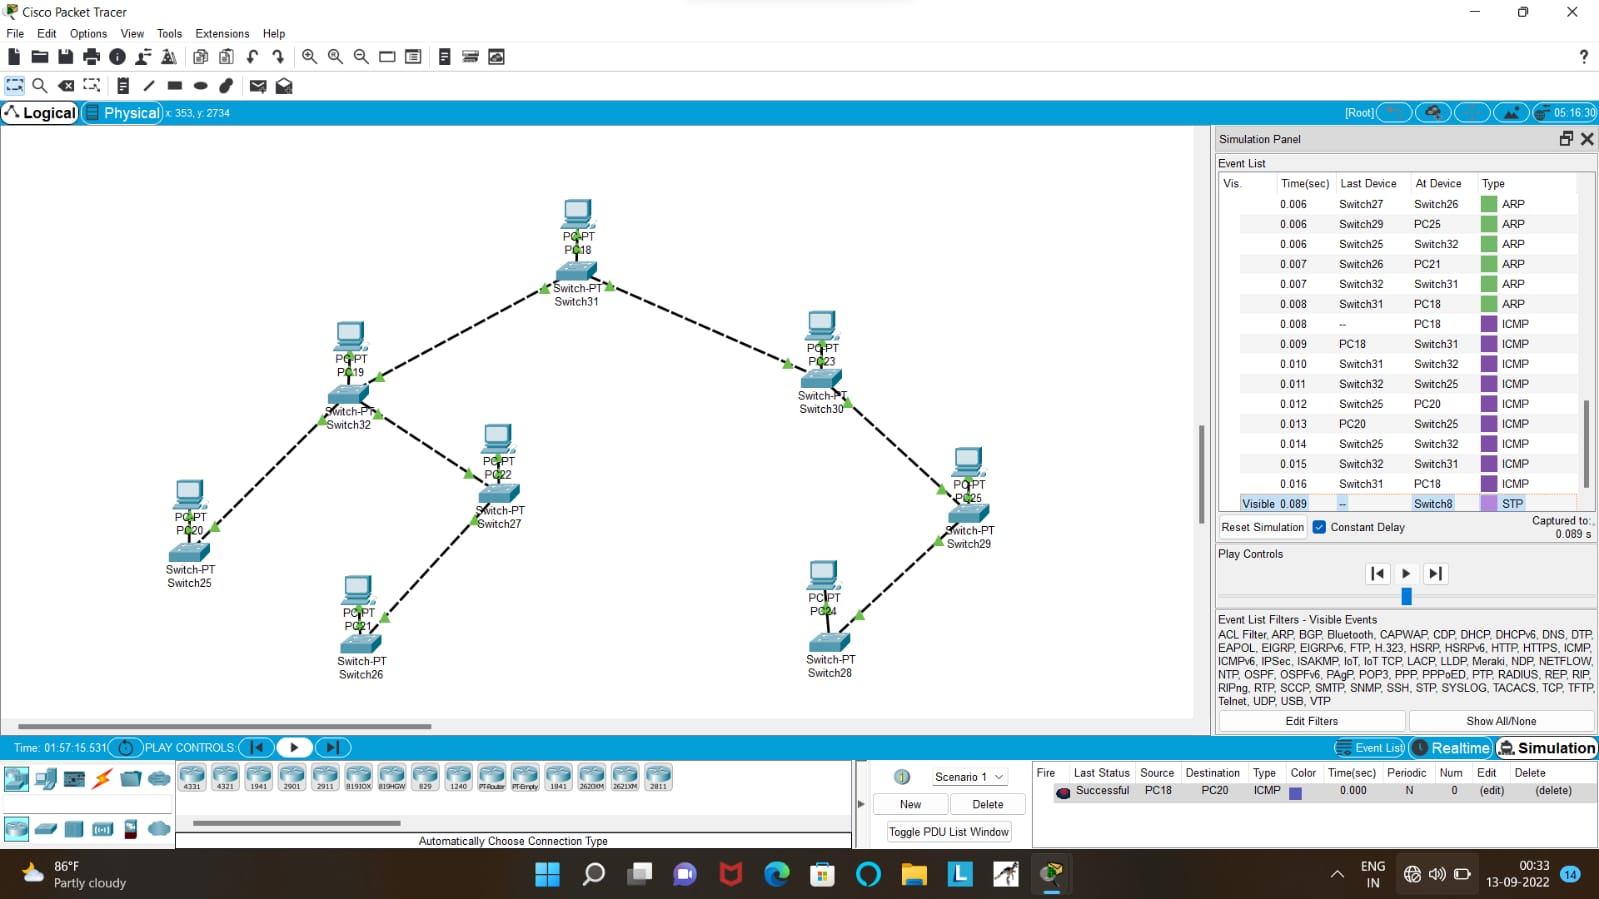 Cisco Packet Tracer
File Edit Options View Tools Extensions Help
?
Logical Physical x: 353, y: 2734 [Root] 05:16:30
PC-PT
PC18
Switch-PT
Switch31
PC-PT
PC19
Switch-PT
Switch32
PC-PT
PC23
Switch-PT
Switch30
PC-PT
PC22
Switch-PT
Switch27
PC-PT
PC25
Switch-PT
Switch29
PC-PT
PC20
Switch-PT
Switch25
PC-PT
PC21
Switch-PT
Switch26
PC-PT
PC24
Switch-PT
Switch28
Simulation Panel
Event List
Vis. Time(sec) Last Device At Device Type
0.006 Switch27 Switch26 ARP
0.006 Switch29 PC25 ARP
0.006 Switch25 Switch32 ARP
0.007 Switch26 PC21 ARP
0.007 Switch32 Switch31 ARP
0.008 Switch31 PC18 ARP
0.008 -- PC18 ICMP
0.009 PC18 Switch31 ICMP
0.010 Switch31 Switch32 ICMP
0.011 Switch32 Switch25 ICMP
0.012 Switch25 PC20 ICMP
0.013 PC20 Switch25 ICMP
0.014 Switch25 Switch32 ICMP
0.015 Switch32 Switch31 ICMP
0.016 Switch31 PC18 ICMP
Visible 0.089 -- Switch8 STP
Reset Simulation Constant Delay Captured to:
0.089 s
Play Controls
Event List Filters - Visible Events
ACL Filter, ARP, BGP, Bluetooth, CAPWAP, CDP, DHCP, DHCPv6, DNS, DTP,
EAPOL, EIGRP, EIGRPv6, FTP, H.323, HSRP, HSRPv6, HTTP, HTTPS, ICMP,
ICMPv6, IPSec, ISAKMP, IoT, IoT TCP, LACP, LLDP, Meraki, NDP, NETFLOW,
NTP, OSPF, OSPFv6, PAgP, POP3, PPP, PPPoED, PTP, RADIUS, REP, RIP,
RIPng, RTP, SCCP, SMTP, SNMP, SSH, STP, SYSLOG, TACACS, TCP, TFTP,
Telnet, UDP, USB, VTP
Edit Filters Show All/None
Time: 01:57:15.531 PLAY CONTROLS: Event List Realtime Simulation
4331 4321 1941 2901 2911 819IOX 819HGW 829 1240 PT-Router PT-Empty 1841 2620XM 2621XM 2811
Automatically Choose Connection Type
Scenario 1
New Delete
Toggle PDU List Window
Fire Last Status Source Destination Type Color Time(sec) Periodic Num Edit Delete
Successful PC18 PC20 ICMP 0.000 N 0 (edit) (delete)
86°F
Partly cloudy
L
ENG
IN
00:33
13-09-2022
14